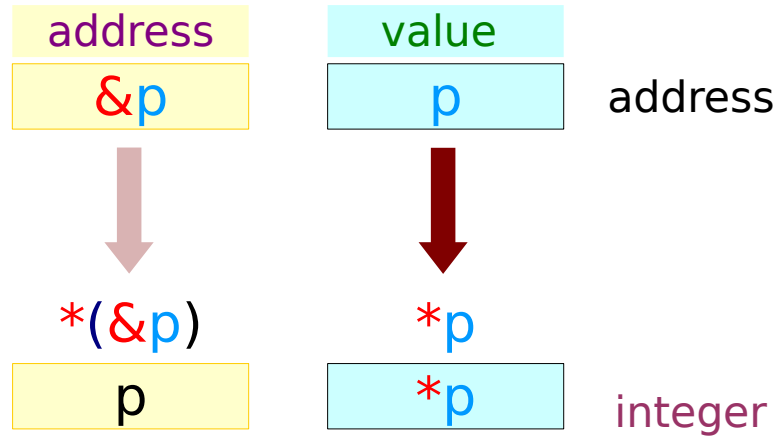 address value
&p p address
*(&p) *p
p *p integer